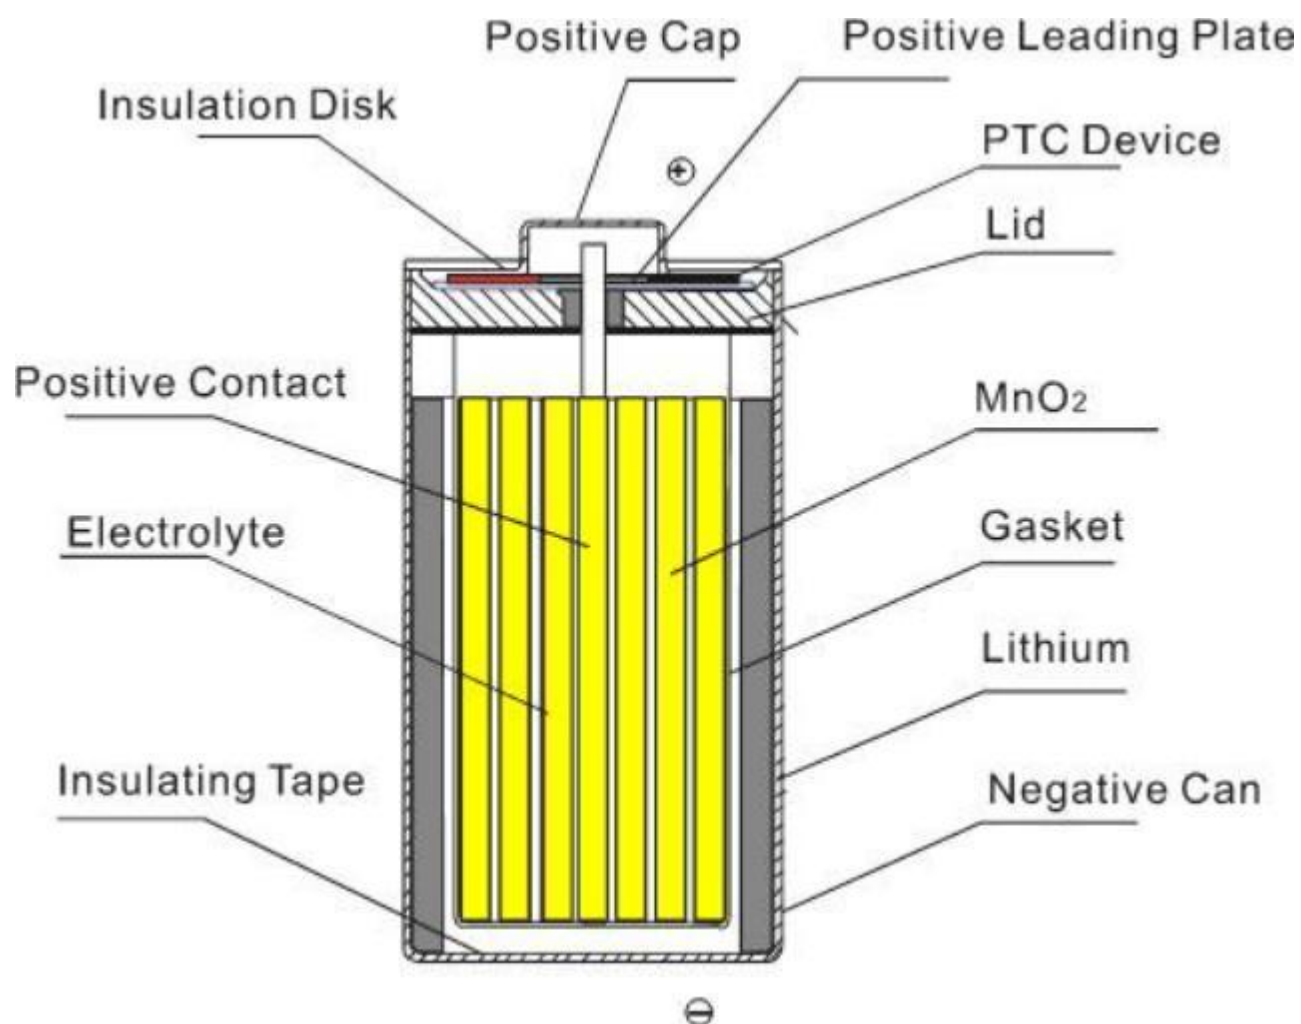 Positive Cap
Positive Leading Plate
Insulation Disk
PTC Device
Lid
Positive Contact
MnO₂
Electrolyte
Gasket
Lithium
Insulating Tape
Negative Can